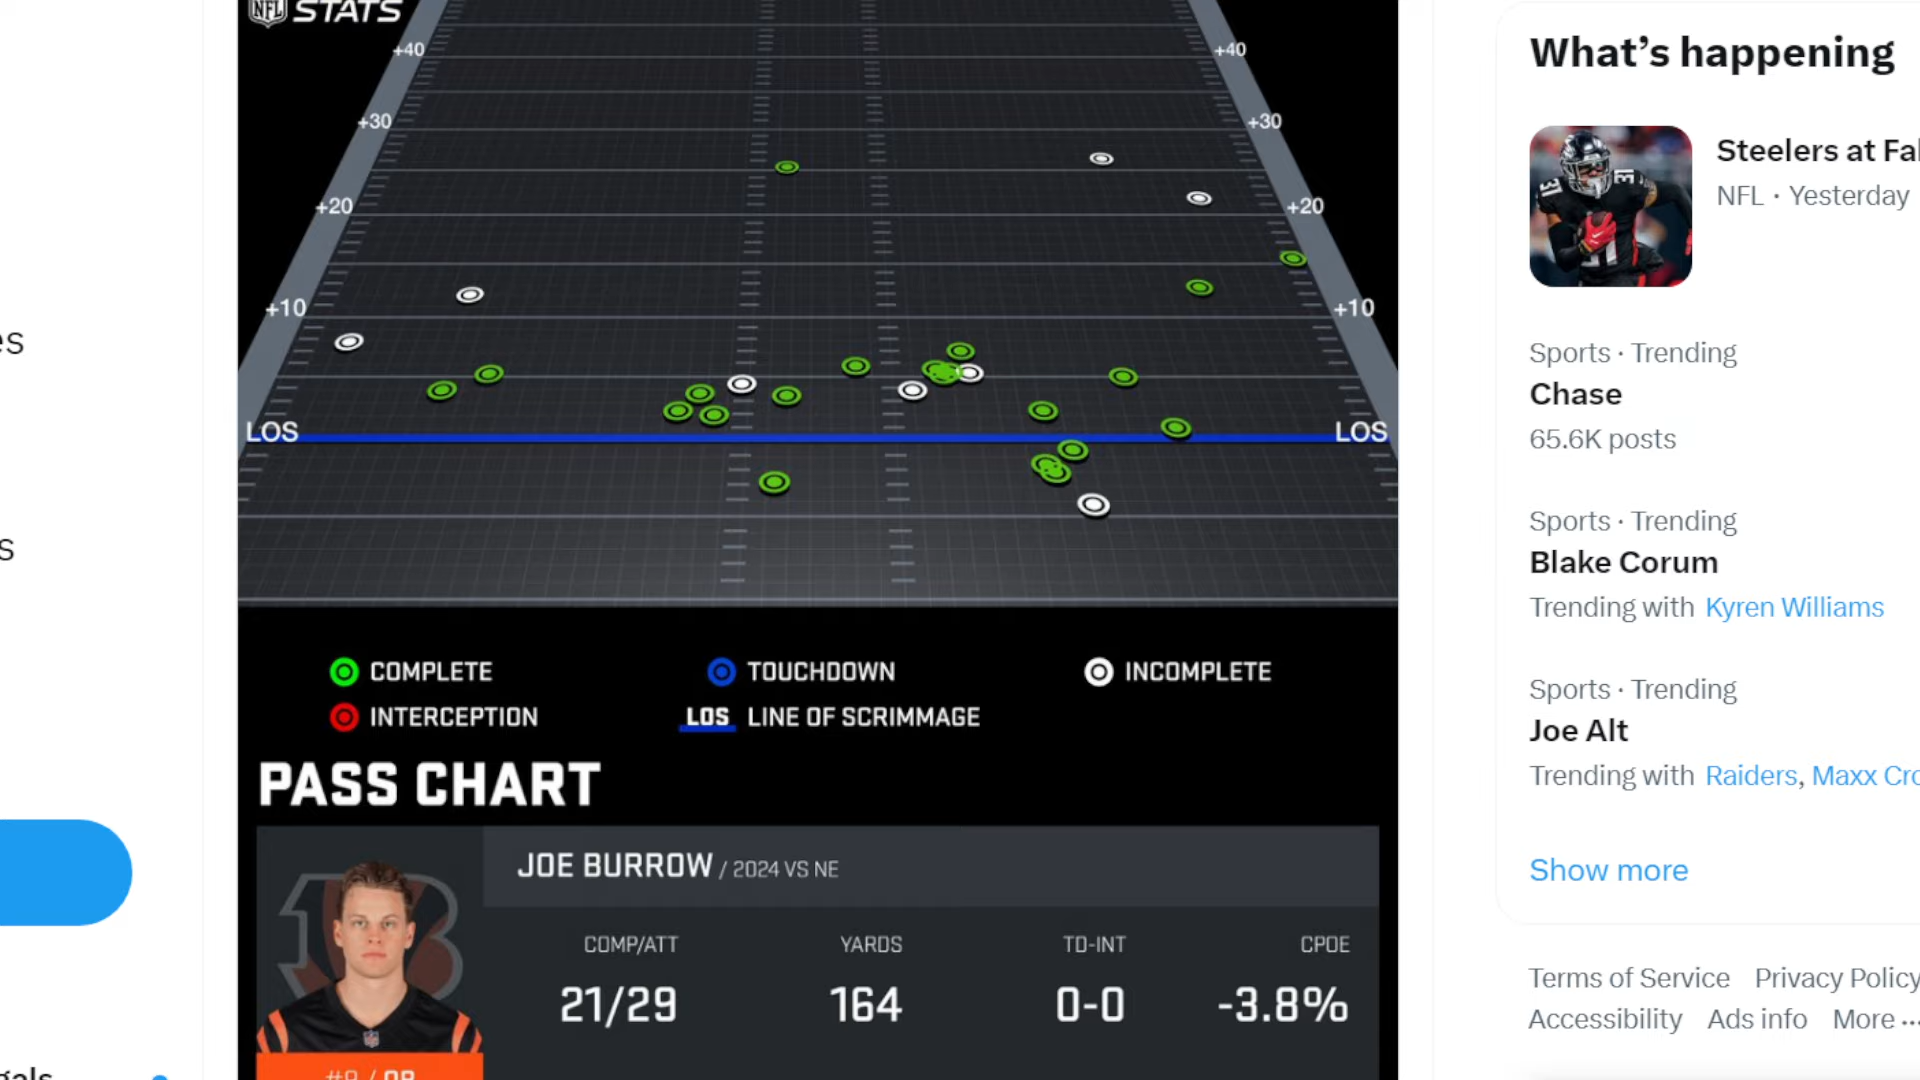 NFL STATS
+40 +40
+30 +30
+20 +20
+10 +10
LOS LOS
COMPLETE TOUCHDOWN INCOMPLETE
INTERCEPTION LOS LINE OF SCRIMMAGE
PASS CHART
JOE BURROW / 2024 VS NE
COMP/ATT YARDS TD-INT CPOE
21/29 164 0-0 -3.8%
What's happening
Steelers at Fal
NFL · Yesterday
31 31
Sports · Trending
Chase
65.6K posts
Sports · Trending
Blake Corum
Trending with Kyren Williams
Sports · Trending
Joe Alt
Trending with Raiders, Maxx Cro
Show more
Terms of Service Privacy Policy
Accessibility Ads info More ...
es
s
gals